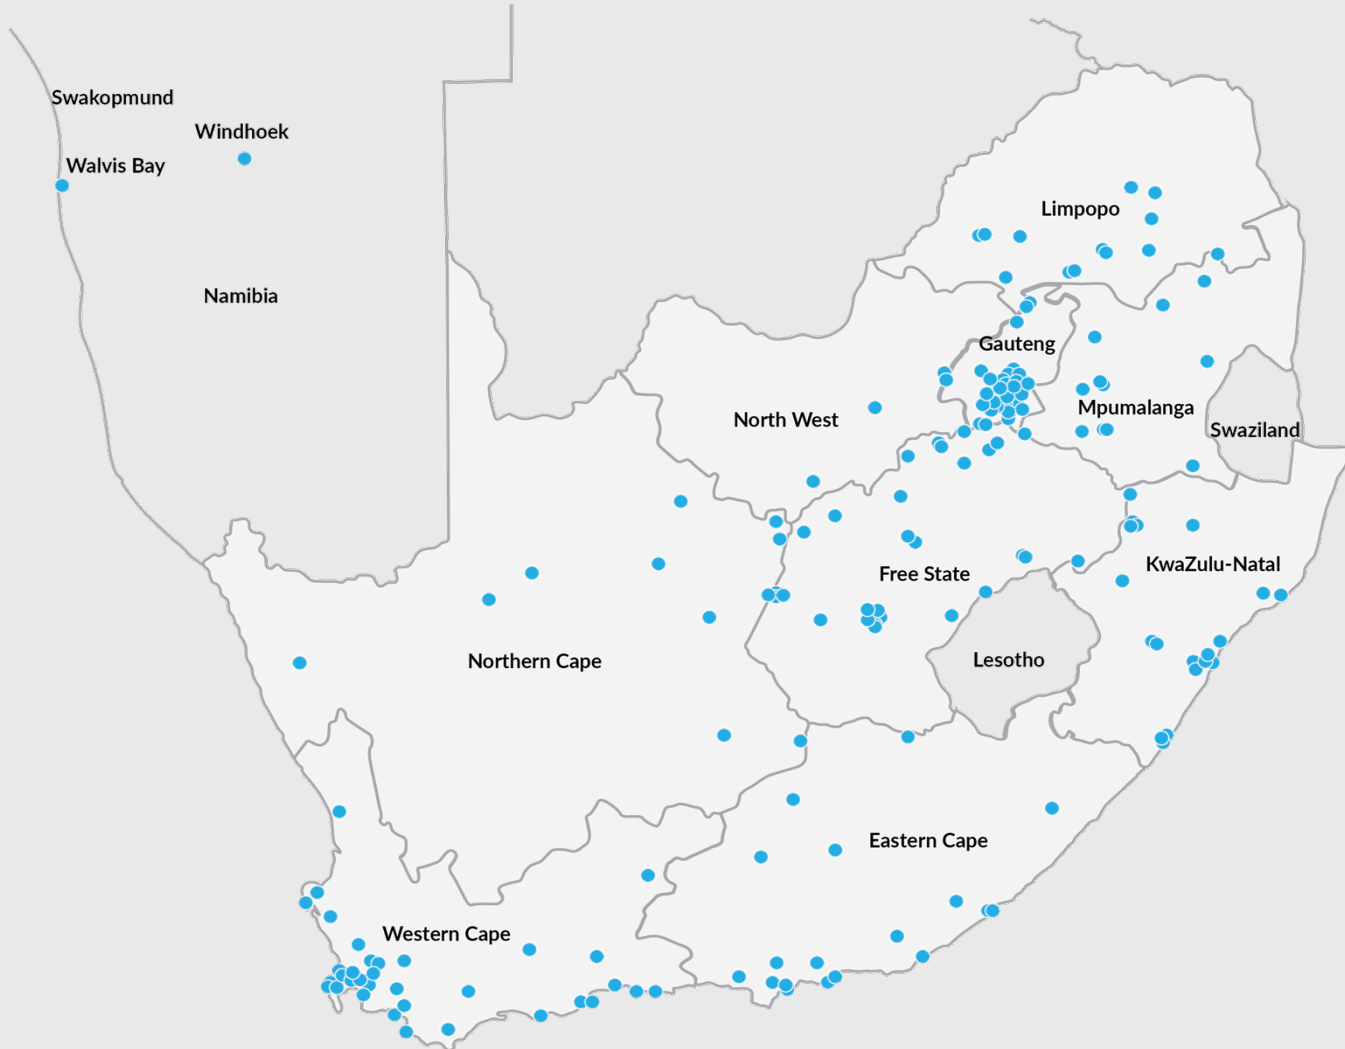 Swakopmund
Windhoek
Walvis Bay
Limpopo
Namibia
Gauteng
North West
Mpumalanga
Swaziland
KwaZulu-Natal
Free State
Northern Cape
Lesotho
Eastern Cape
Western Cape